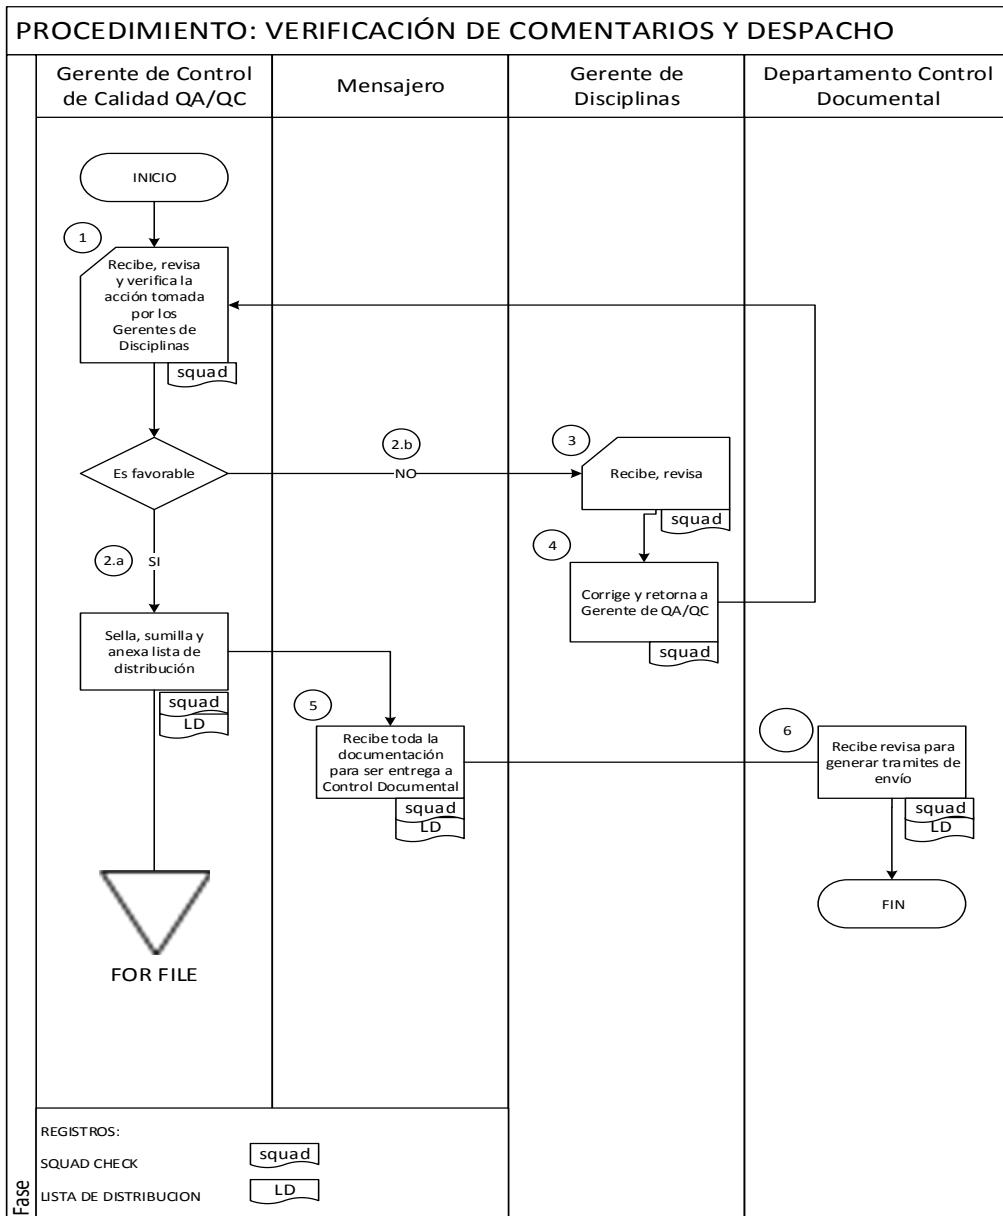 PROCEDIMIENTO: VERIFICACIÓN DE COMENTARIOS Y DESPACHO
Gerente de Control
de Calidad QA/QC
Mensajero
Gerente de
Disciplinas
Departamento Control
Documental
INICIO
1
Recibe, revisa
y verifica la
acción tomada
por los
Gerentes de
Disciplinas
squad
Es favorable
2.b
NO
3
Recibe, revisa
squad
4
Corrige y retorna a
Gerente de QA/QC
squad
2.a
SI
Sella, sumilla y
anexa lista de
distribución
squad
LD
5
Recibe toda la
documentación
para ser entrega a
Control Documental
squad
LD
6
Recibe revisa para
generar tramites de
envío
squad
LD
FIN
FOR FILE
REGISTROS:
SQUAD CHECK
squad
LISTA DE DISTRIBUCION
LD
Fase